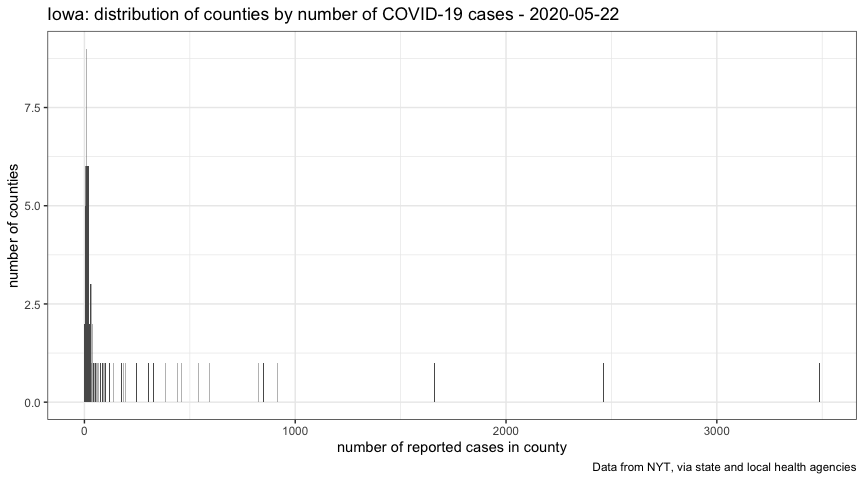 Iowa: distribution of counties by number of COVID-19 cases - 2020-05-22
7.5
5.0
2.5
0.0
number of counties
0 1000 2000 3000
number of reported cases in county
Data from NYT, via state and local health agencies